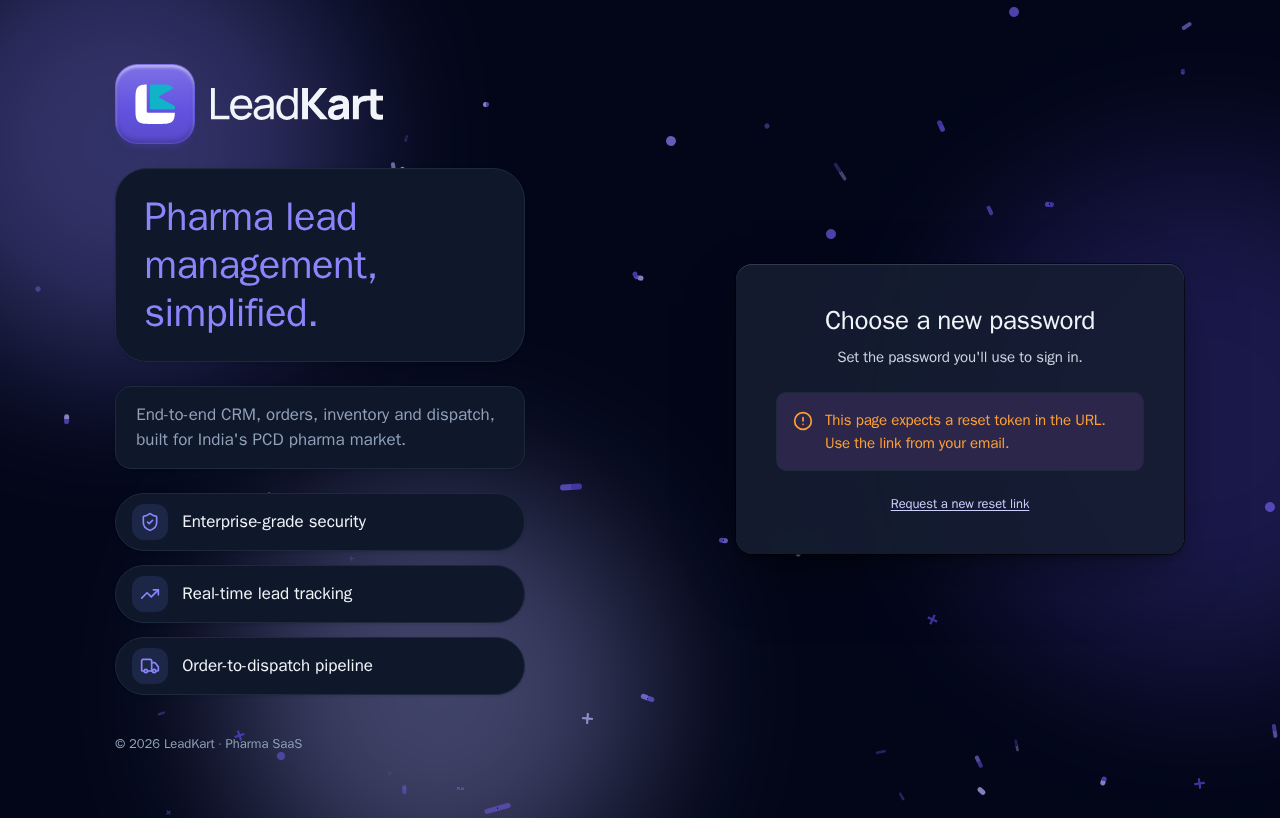 LeadKart
Pharma lead
management,
simplified.
End-to-end CRM, orders, inventory and dispatch,
built for India's PCD pharma market.
Enterprise-grade security
Real-time lead tracking
Order-to-dispatch pipeline
© 2026 LeadKart · Pharma SaaS
Choose a new password
Set the password you'll use to sign in.
This page expects a reset token in the URL.
Use the link from your email.
Request a new reset link